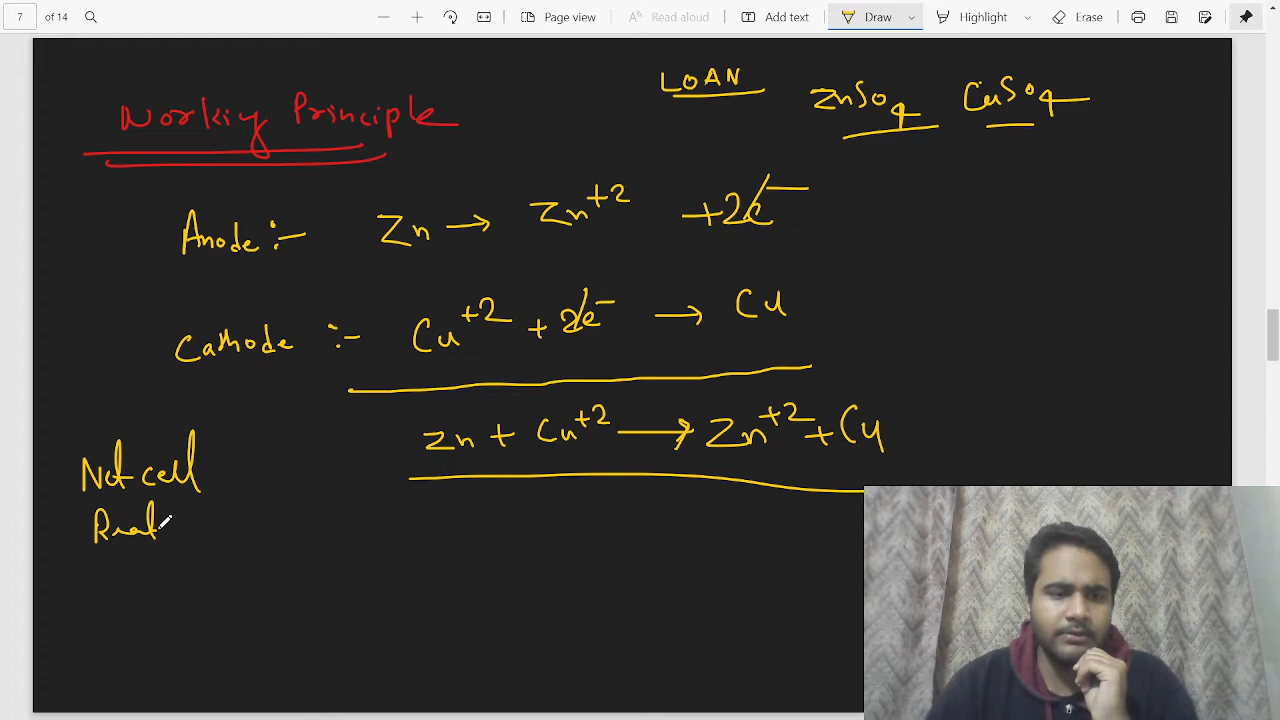 7 of 14 Page view Read aloud Add text Draw Highlight Erase
LOAN
ZnSO4 CuSO4
Working Principle
Anode :- Zn → Zn+2 +2e-
Cathode :- Cu+2 + 2e- → Cu
Zn + Cu+2 → Zn+2 + Cu
Net cell
Reat